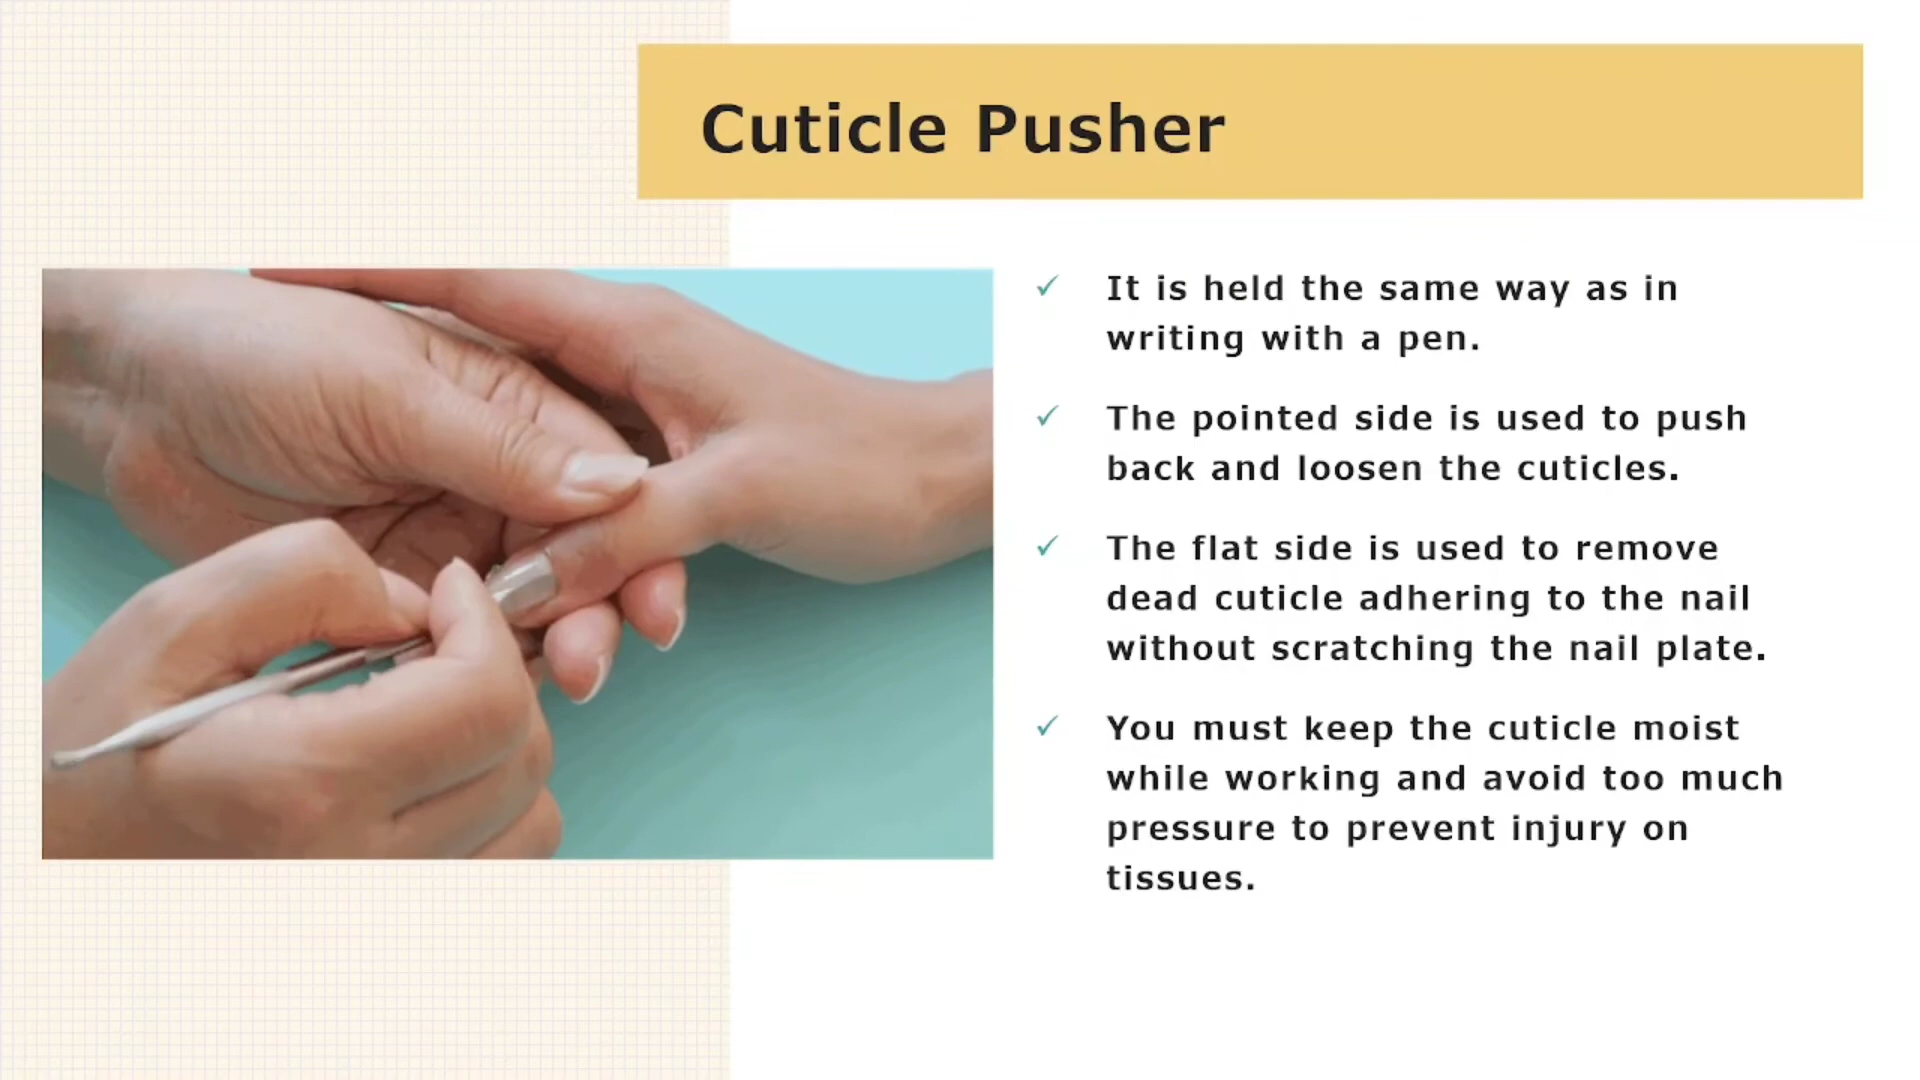 Cuticle Pusher
✓ It is held the same way as in
writing with a pen.
✓ The pointed side is used to push
back and loosen the cuticles.
✓ The flat side is used to remove
dead cuticle adhering to the nail
without scratching the nail plate.
✓ You must keep the cuticle moist
while working and avoid too much
pressure to prevent injury on
tissues.